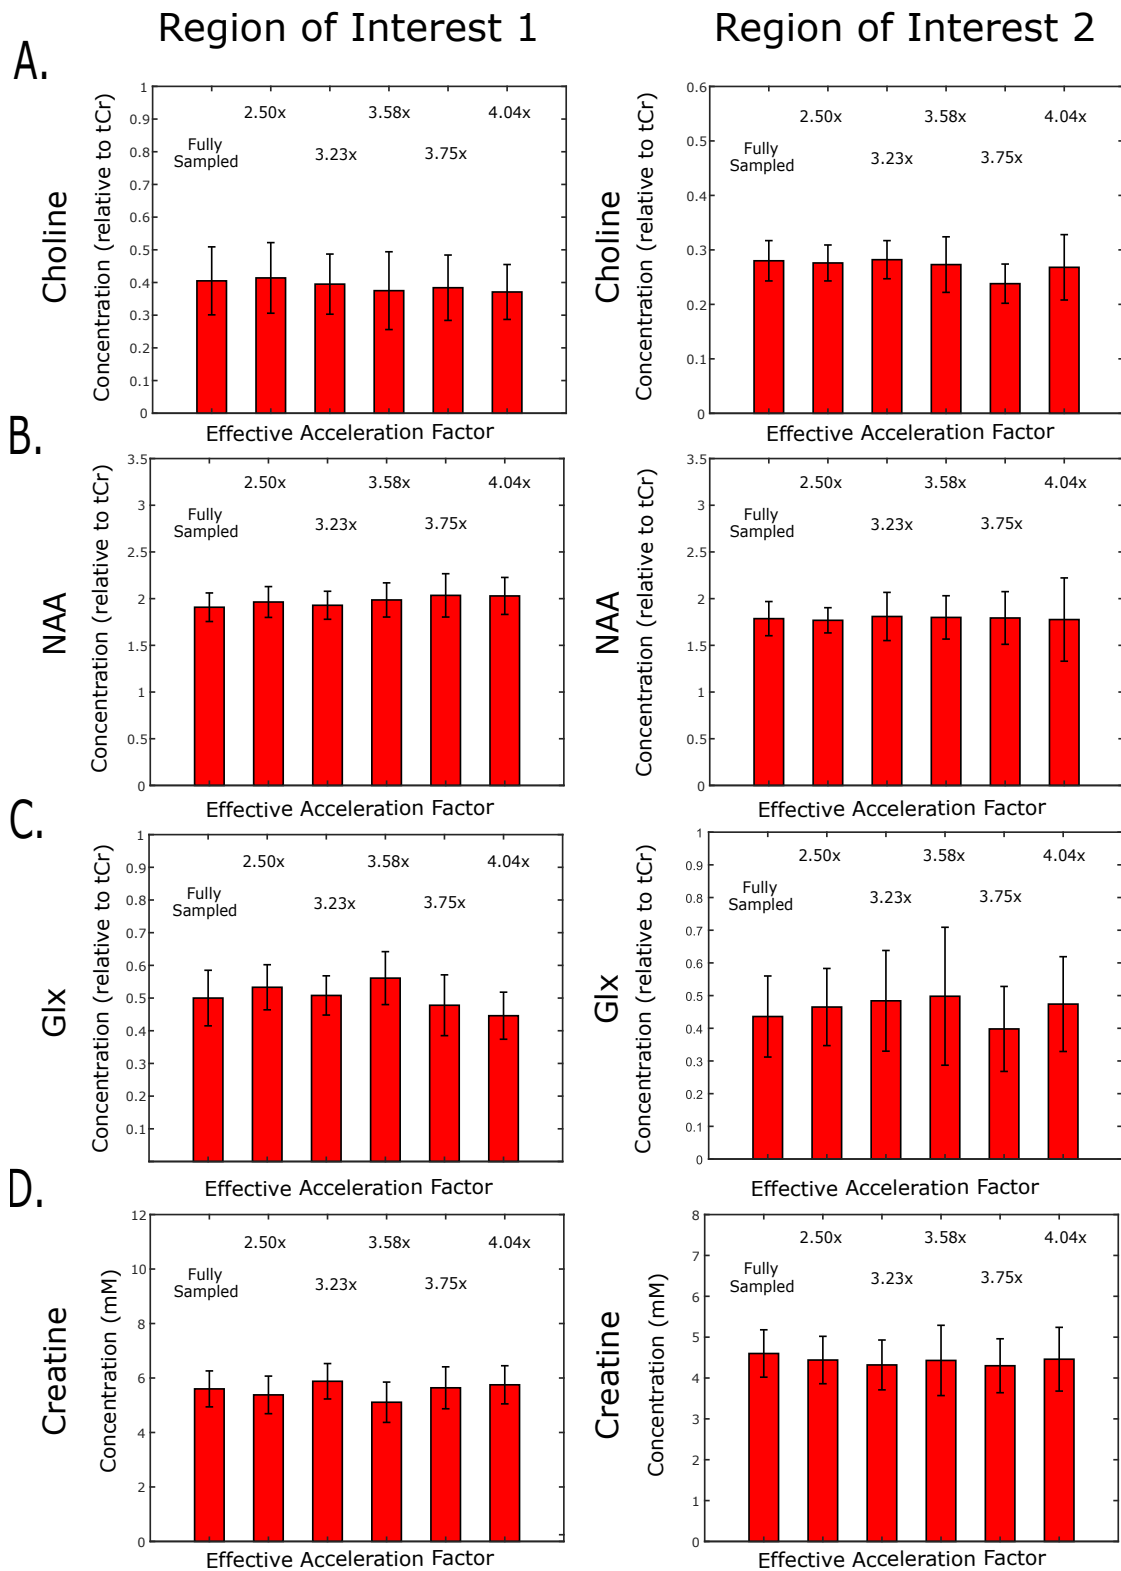 Region of Interest 1
Region of Interest 2
A.
Choline
Concentration (relative to tCr)
1
0.9
0.8
0.7
0.6
0.5
0.4
0.3
0.2
0.1
0
2.50x
3.58x
4.04x
Fully
Sampled
3.23x
3.75x
Effective Acceleration Factor
Choline
Concentration (relative to tCr)
0.6
0.5
0.4
0.3
0.2
0.1
0
2.50x
3.58x
4.04x
Fully
Sampled
3.23x
3.75x
Effective Acceleration Factor
B.
NAA
Concentration (relative to tCr)
3.5
3
2.5
2
1.5
1
0.5
0
2.50x
3.58x
4.04x
Fully
Sampled
3.23x
3.75x
Effective Acceleration Factor
NAA
Concentration (relative to tCr)
3.5
3
2.5
2
1.5
1
0.5
0
2.50x
3.58x
4.04x
Fully
Sampled
3.23x
3.75x
Effective Acceleration Factor
C.
Glx
Concentration (relative to tCr)
1
0.9
0.8
0.7
0.6
0.5
0.4
0.3
0.2
0.1
2.50x
3.58x
4.04x
Fully
Sampled
3.23x
3.75x
Effective Acceleration Factor
Glx
Concentration (relative to tCr)
1
0.9
0.8
0.7
0.6
0.5
0.4
0.3
0.2
0.1
0
2.50x
3.58x
4.04x
Fully
Sampled
3.23x
3.75x
Effective Acceleration Factor
D.
Creatine
Concentration (mM)
12
10
8
6
4
2
0
2.50x
3.58x
4.04x
Fully
Sampled
3.23x
3.75x
Effective Acceleration Factor
Creatine
Concentration (mM)
8
7
6
5
4
3
2
1
0
2.50x
3.58x
4.04x
Fully
Sampled
3.23x
3.75x
Effective Acceleration Factor